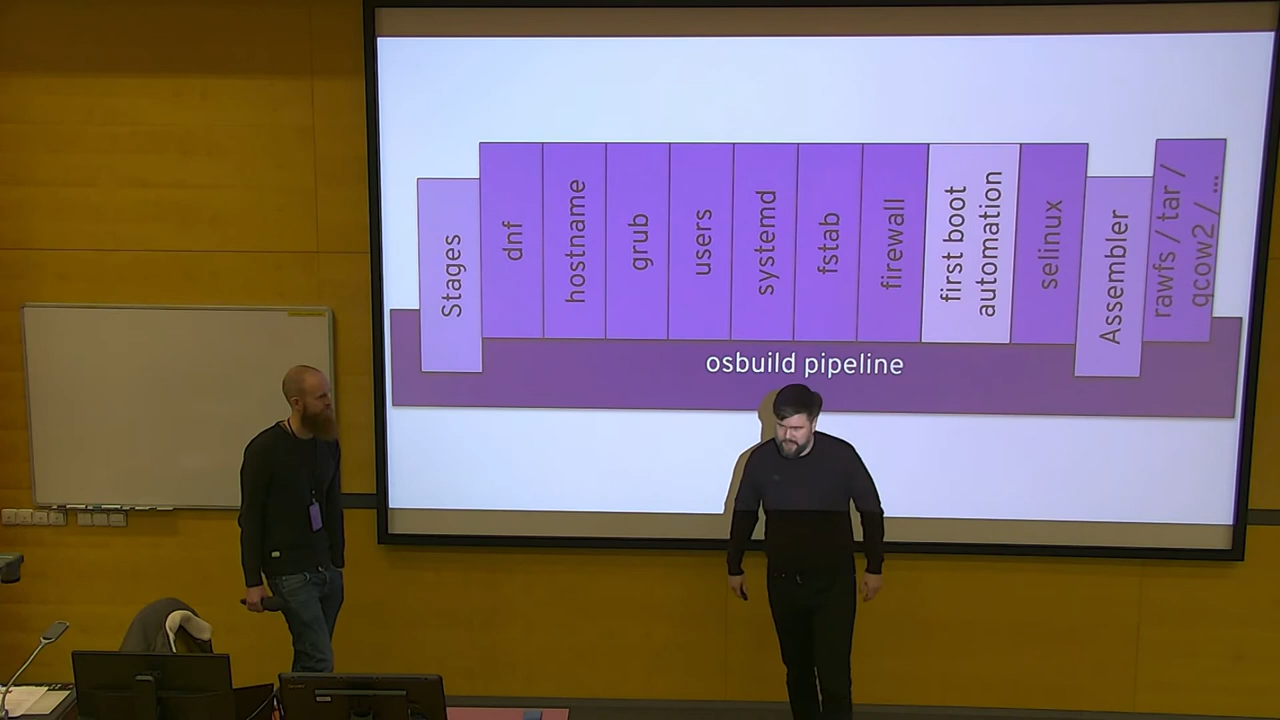 Stages
dnf
hostname
grub
users
systemd
fstab
firewall
first boot
automation
selinux
Assembler
rawfs / tar /
qcow2 / ...
osbuild pipeline